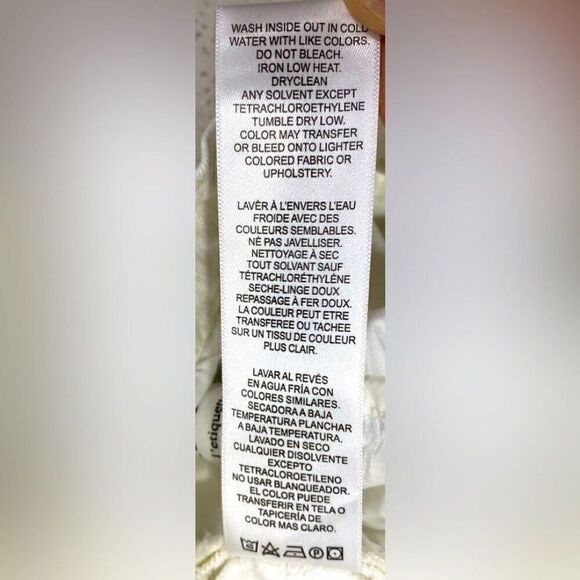 WASH INSIDE OUT IN COLD
WATER WITH LIKE COLORS.
DO NOT BLEACH.
IRON LOW HEAT.
DRYCLEAN
ANY SOLVENT EXCEPT
TETRACHLOROETHYLENE
TUMBLE DRY LOW.
COLOR MAY TRANSFER
OR BLEED ONTO LIGHTER
COLORED FABRIC OR
UPHOLSTERY.
LAVÈR À L'ENVERS L'EAU
FROIDE AVEC DES
COULEURS SEMBLABLES.
NÉ PAS JAVELLISER.
NETTOYAGE À SEC
TOUT SOLVANT SAUF
TÉTRACHLORÉTHYLÈNE
SECHE-LINGE DOUX
REPASSAGE À FER DOUX.
LA COULEUR PEUT ETRE
TRANSFEREE OU TACHEE
SUR UN TISSU DE COULEUR
PLUS CLAIR.
LAVAR AL REVÉS
EN AGUA FRÍA CON
COLORES SIMILARES.
SECADORA A BAJA
TEMPERATURA PLANCHAR
A BAJA TEMPERATURA.
LAVADO EN SECO
CUALQUIER DISOLVENTE
EXCEPTO
TETRACLOROETILENO
NO USAR BLANQUEADOR.
EL COLOR PUEDE
TRANSFERIR EN TELA O
TAPICERÍA DE
COLOR MAS CLARO.